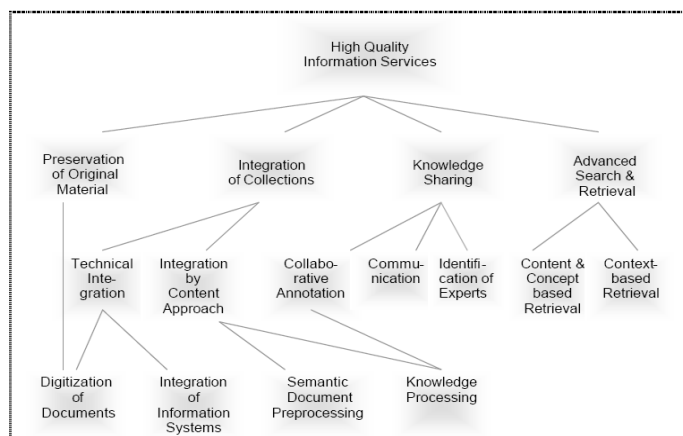 High Quality
Information Services
Preservation
of Original
Material
Integration
of Collections
Knowledge
Sharing
Advanced
Search &
Retrieval
Technical
Inte-
gration
Integration
by
Content
Approach
Collabo-
rative
Annotation
Commu-
nication
Identifi-
cation of
Experts
Content &
Concept
based
Retrieval
Context-
based
Retrieval
Digitization
of
Documents
Integration
of
Information
Systems
Semantic
Document
Preprocessing
Knowledge
Processing